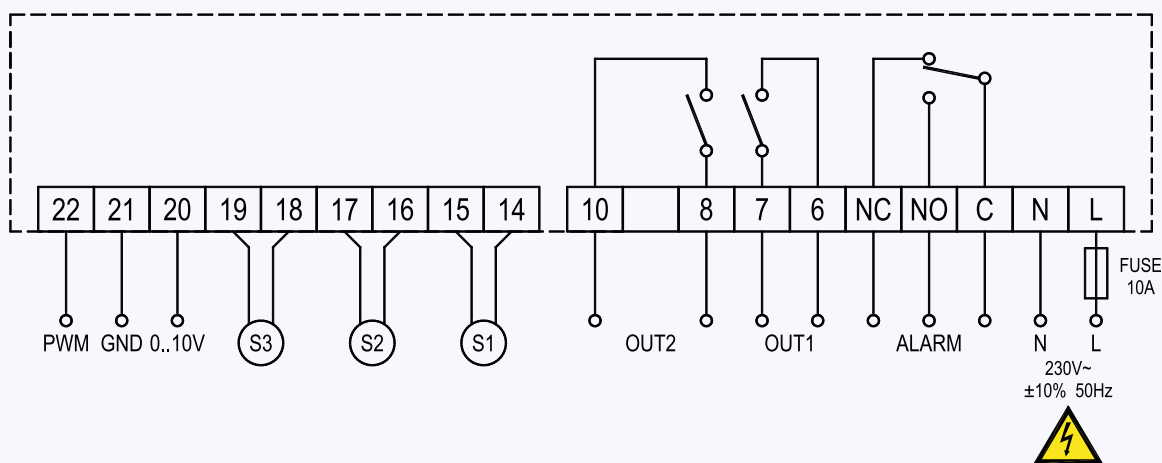 22 21 20 19 18 17 16 15 14 10 8 7 6 NC NO C N L
FUSE
10A
PWM GND 0..10V S3 S2 S1 OUT2 OUT1 ALARM N L
230V~
±10% 50Hz